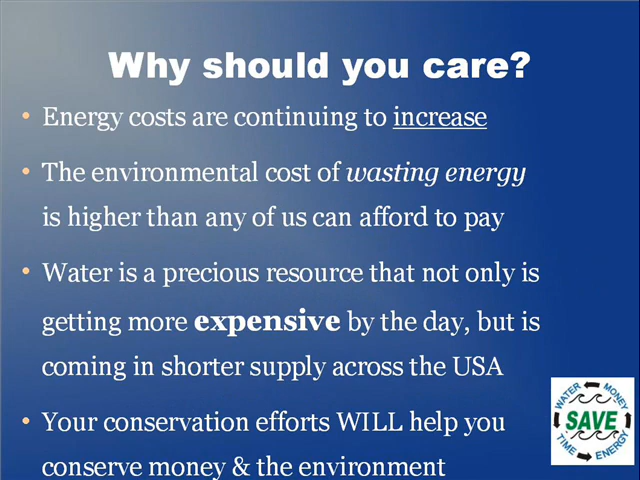 Why should you care?
• Energy costs are continuing to increase
• The environmental cost of wasting energy
is higher than any of us can afford to pay
• Water is a precious resource that not only is
getting more expensive by the day, but is
coming in shorter supply across the USA
• Your conservation efforts WILL help you
conserve money & the environment
WATER MONEY
SAVE
TIME ENERGY